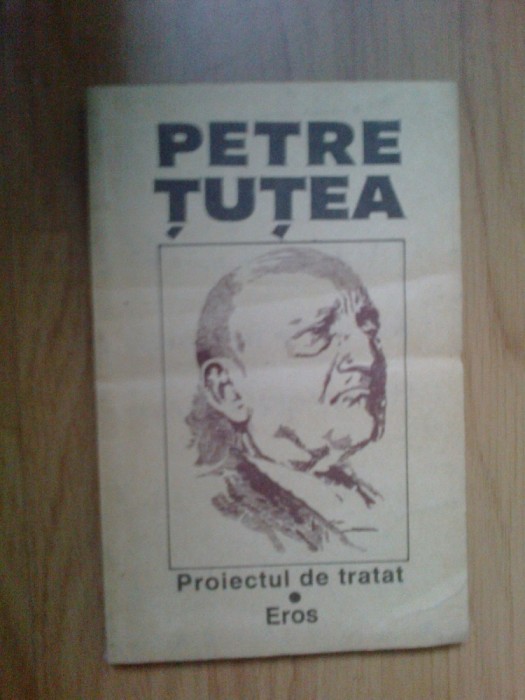 PETRE
ȚUȚEA
Proiectul de tratat
•
Eros